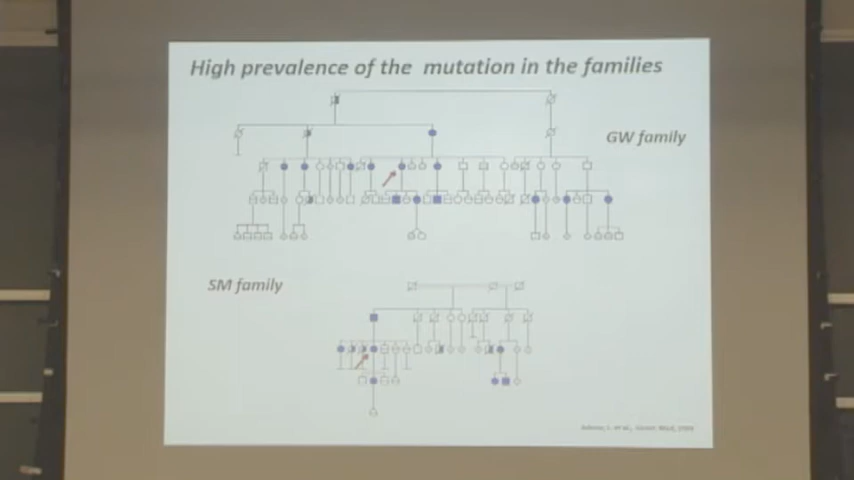 High prevalence of the mutation in the families
GW family
SM family